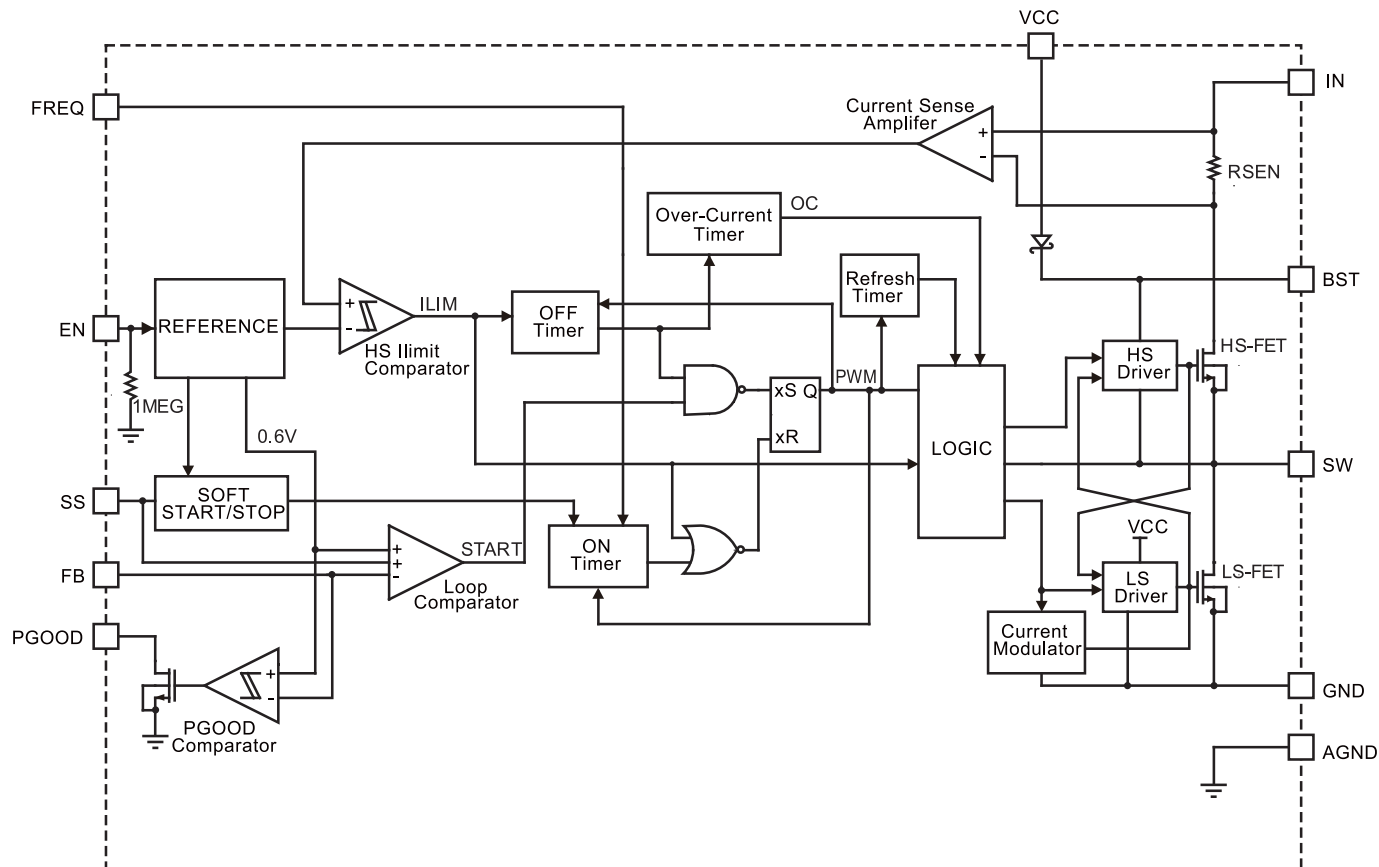 VCC
IN
FREQ
Current Sense
Amplifer
+
-
RSEN
Over-Current
Timer
OC
Refresh
Timer
BST
EN
REFERENCE
+
-
ILIM
HS Ilimit
Comparator
OFF
Timer
HS
Driver
HS-FET
1MEG
PWM
xS Q
xR
0.6V
LOGIC
SW
SS
SOFT
START/STOP
ON
Timer
VCC
+
+
-
START
Loop
Comparator
FB
LS
Driver
LS-FET
PGOOD
Current
Modulator
+
-
PGOOD
Comparator
GND
AGND